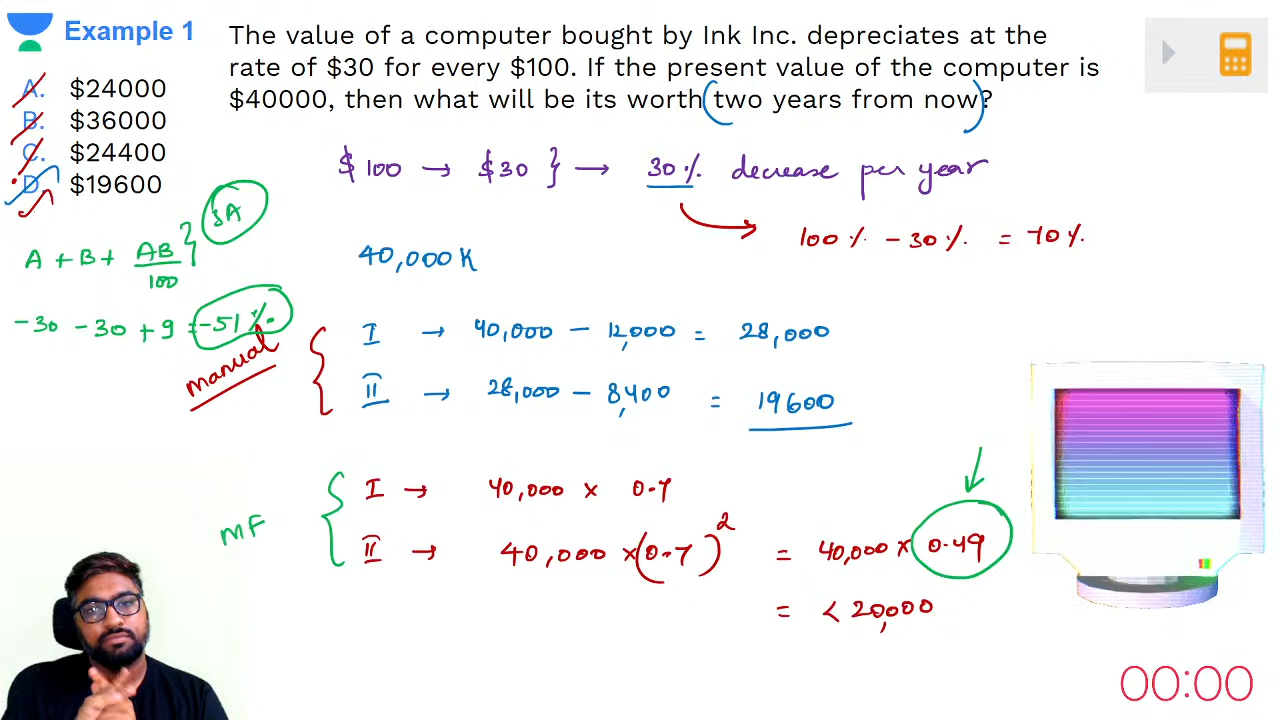 Example 1
The value of a computer bought by Ink Inc. depreciates at the
rate of $30 for every $100. If the present value of the computer is
$40000, then what will be its worth (two years from now)?
A. $24000
B. $36000
C. $24400
D. $19600
$ 100 → $ 30 } → 30 % decrease per year
100 % - 30 % = 70 %
A + B + AB/100 } SA
-30 -30 + 9 = -51 %
40,000 K
manual
I → 40,000 - 12,000 = 28,000
II → 28,000 - 8,400 = 19600
MF
I → 40,000 x 0.7
II → 40,000 x (0.7)² = 40,000 x 0.49
= < 20,000
00:00